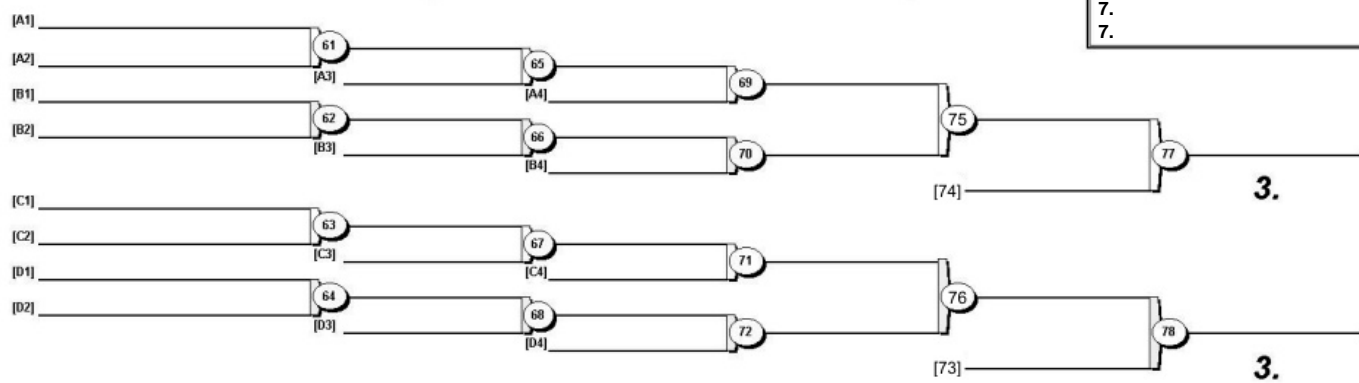 7.
7.
[A1]
61
[A2]
[A3]
65
[A4]
69
[B1]
62
[B2]
[B3]
66
[B4]
70
75
77
[74]
3.
[C1]
63
[C2]
[C3]
67
[C4]
71
[D1]
64
[D2]
[D3]
68
[D4]
72
76
78
[73]
3.